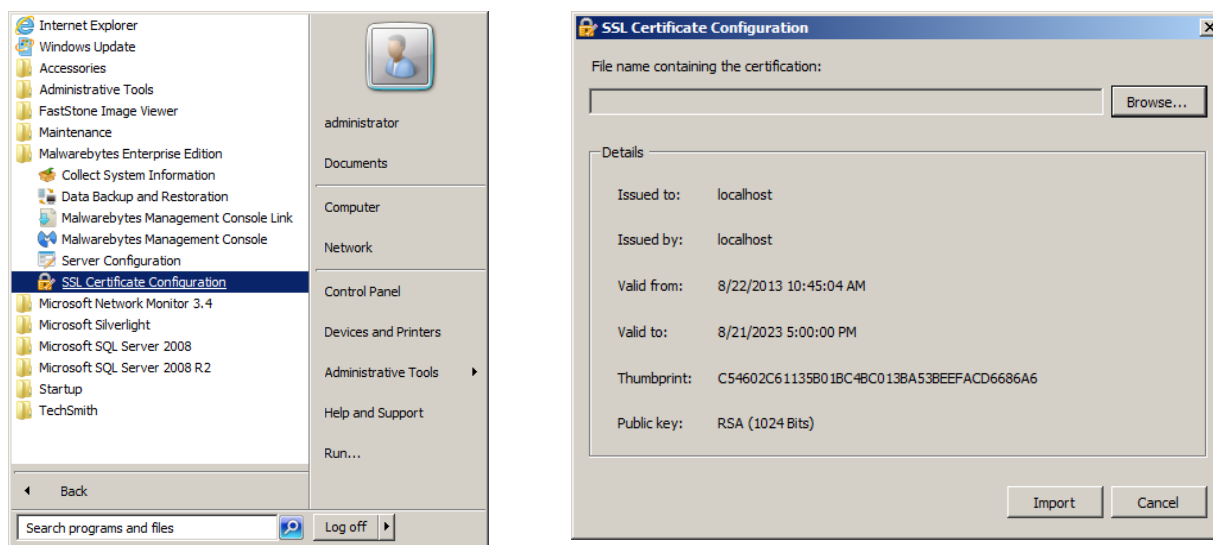 Internet Explorer
Windows Update
Accessories
Administrative Tools
FastStone Image Viewer
Maintenance
Malwarebytes Enterprise Edition
Collect System Information
Data Backup and Restoration
Malwarebytes Management Console Link
Malwarebytes Management Console
Server Configuration
SSL Certificate Configuration
Microsoft Network Monitor 3.4
Microsoft Silverlight
Microsoft SQL Server 2008
Microsoft SQL Server 2008 R2
Startup
TechSmith
Back
Search programs and files
administrator
Documents
Computer
Network
Control Panel
Devices and Printers
Administrative Tools
Help and Support
Run...
Log off
SSL Certificate Configuration
File name containing the certification:
Browse...
Details
Issued to: localhost
Issued by: localhost
Valid from: 8/22/2013 10:45:04 AM
Valid to: 8/21/2023 5:00:00 PM
Thumbprint: C54602C61135B01BC4BC013BA53BEEFACD6686A6
Public key: RSA (1024 Bits)
Import Cancel